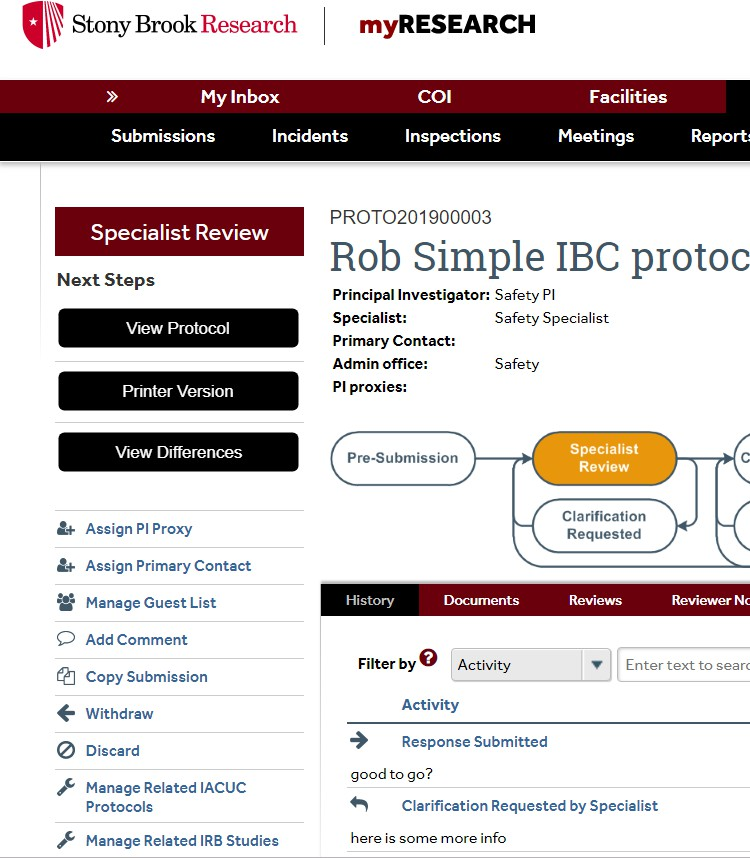 Stony Brook Research
myRESEARCH
My Inbox COI Facilities
Submissions Incidents Inspections Meetings Reports
Specialist Review
Next Steps
View Protocol
Printer Version
View Differences
Assign PI Proxy
Assign Primary Contact
Manage Guest List
Add Comment
Copy Submission
Withdraw
Discard
Manage Related IACUC
Protocols
Manage Related IRB Studies
PROTO201900003
Rob Simple IBC protoc
Principal Investigator: Safety PI
Specialist: Safety Specialist
Primary Contact:
Admin office: Safety
PI proxies:
Pre-Submission
Specialist
Review
Clarification
Requested
C
History Documents Reviews Reviewer No
Filter by ? Activity Enter text to searc
Activity
Response Submitted
good to go?
Clarification Requested by Specialist
here is some more info